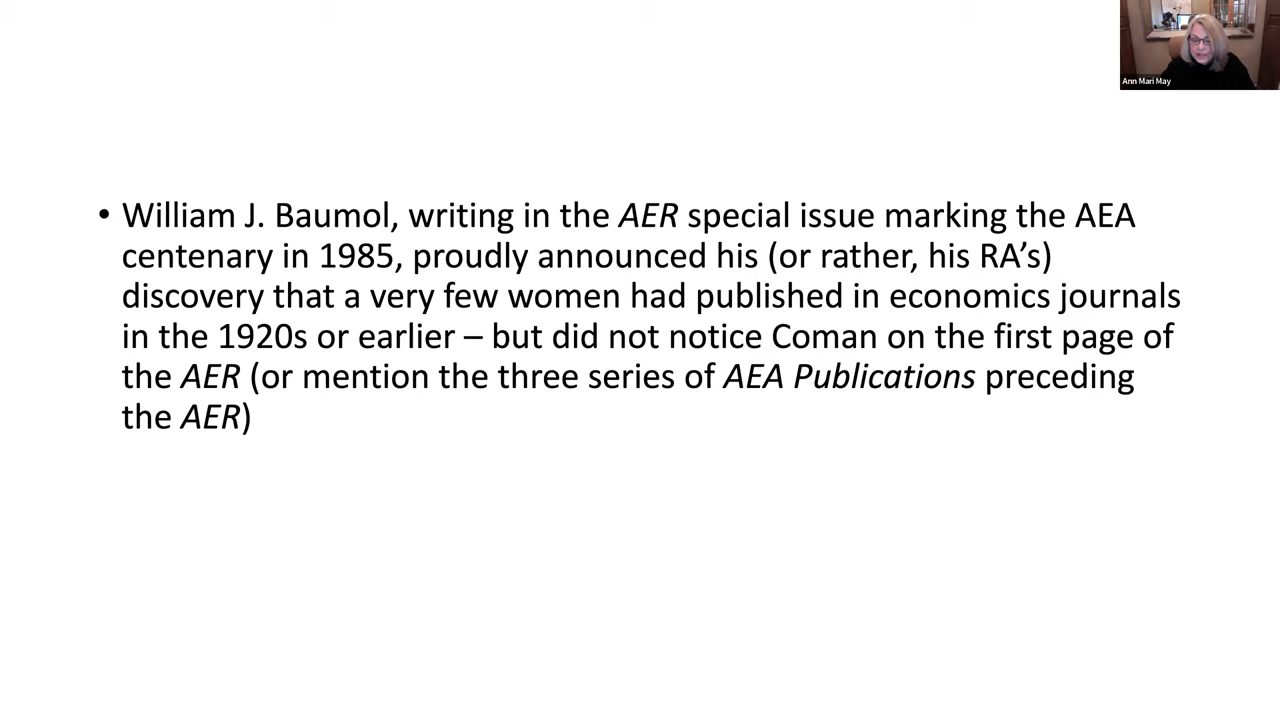 Ann Mari May
• William J. Baumol, writing in the AER special issue marking the AEA
centenary in 1985, proudly announced his (or rather, his RA’s)
discovery that a very few women had published in economics journals
in the 1920s or earlier – but did not notice Coman on the first page of
the AER (or mention the three series of AEA Publications preceding
the AER)